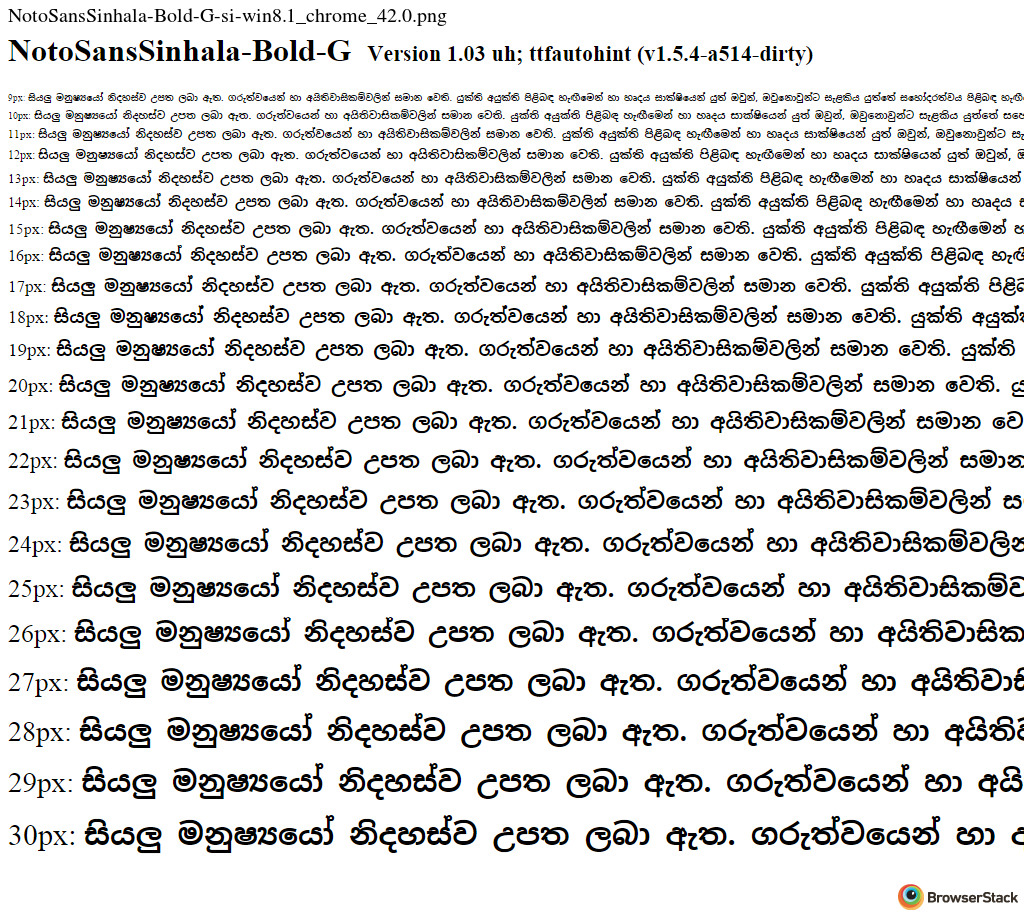 NotoSansSinhala-Bold-G-si-win8.1_chrome_42.0.png
NotoSansSinhala-Bold-G Version 1.03 uh; ttfautohint (v1.5.4-a514-dirty)
9px: සියලු මනුෂ්‍යයෝ නිදහස්ව උපත ලබා ඇත. ගරුත්වයෙන් හා අයිතිවාසිකම්වලින් සමාන වෙති. යුක්ති අයුක්ති පිළිබඳ හැඟීමෙන් හා හෘදය සාක්ෂියෙන් යුත් ඔවුන්, ඔවුනොවුන්ට සැළකිය යුත්තේ සහෝදරත්වය පිළිබඳ
10px: සියලු මනුෂ්‍යයෝ නිදහස්ව උපත ලබා ඇත. ගරුත්වයෙන් හා අයිතිවාසිකම්වලින් සමාන වෙති. යුක්ති අයුක්ති පිළිබඳ හැඟීමෙන් හා හෘදය සාක්ෂියෙන් යුත් ඔවුන්, ඔවුනොවුන්ට සැළකිය යුත්තේ
11px: සියලු මනුෂ්‍යයෝ නිදහස්ව උපත ලබා ඇත. ගරුත්වයෙන් හා අයිතිවාසිකම්වලින් සමාන වෙති. යුක්ති අයුක්ති පිළිබඳ හැඟීමෙන් හා හෘදය සාක්ෂියෙන් යුත් ඔවුන්, ඔවුනොවුන්ට
12px: සියලු මනුෂ්‍යයෝ නිදහස්ව උපත ලබා ඇත. ගරුත්වයෙන් හා අයිතිවාසිකම්වලින් සමාන වෙති. යුක්ති අයුක්ති පිළිබඳ හැඟීමෙන් හා හෘදය සාක්ෂියෙන් යුත් ඔවුන්,
13px: සියලු මනුෂ්‍යයෝ නිදහස්ව උපත ලබා ඇත. ගරුත්වයෙන් හා අයිතිවාසිකම්වලින් සමාන වෙති. යුක්ති අයුක්ති පිළිබඳ හැඟීමෙන් හා හෘදය සාක්ෂියෙන්
14px: සියලු මනුෂ්‍යයෝ නිදහස්ව උපත ලබා ඇත. ගරුත්වයෙන් හා අයිතිවාසිකම්වලින් සමාන වෙති. යුක්ති අයුක්ති පිළිබඳ හැඟීමෙන් හා හෘදය
15px: සියලු මනුෂ්‍යයෝ නිදහස්ව උපත ලබා ඇත. ගරුත්වයෙන් හා අයිතිවාසිකම්වලින් සමාන වෙති. යුක්ති අයුක්ති පිළිබඳ හැඟීමෙන්
16px: සියලු මනුෂ්‍යයෝ නිදහස්ව උපත ලබා ඇත. ගරුත්වයෙන් හා අයිතිවාසිකම්වලින් සමාන වෙති. යුක්ති අයුක්ති පිළිබඳ
17px: සියලු මනුෂ්‍යයෝ නිදහස්ව උපත ලබා ඇත. ගරුත්වයෙන් හා අයිතිවාසිකම්වලින් සමාන වෙති. යුක්ති අයුක්ති
18px: සියලු මනුෂ්‍යයෝ නිදහස්ව උපත ලබා ඇත. ගරුත්වයෙන් හා අයිතිවාසිකම්වලින් සමාන වෙති. යුක්ති
19px: සියලු මනුෂ්‍යයෝ නිදහස්ව උපත ලබා ඇත. ගරුත්වයෙන් හා අයිතිවාසිකම්වලින් සමාන වෙති. යුක්ති
20px: සියලු මනුෂ්‍යයෝ නිදහස්ව උපත ලබා ඇත. ගරුත්වයෙන් හා අයිතිවාසිකම්වලින් සමාන වෙති.
21px: සියලු මනුෂ්‍යයෝ නිදහස්ව උපත ලබා ඇත. ගරුත්වයෙන් හා අයිතිවාසිකම්වලින් සමාන
22px: සියලු මනුෂ්‍යයෝ නිදහස්ව උපත ලබා ඇත. ගරුත්වයෙන් හා අයිතිවාසිකම්වලින් සමාන
23px: සියලු මනුෂ්‍යයෝ නිදහස්ව උපත ලබා ඇත. ගරුත්වයෙන් හා අයිතිවාසිකම්වලින්
24px: සියලු මනුෂ්‍යයෝ නිදහස්ව උපත ලබා ඇත. ගරුත්වයෙන් හා අයිතිවාසිකම්වලින්
25px: සියලු මනුෂ්‍යයෝ නිදහස්ව උපත ලබා ඇත. ගරුත්වයෙන් හා අයිතිවාසිකම්ව
26px: සියලු මනුෂ්‍යයෝ නිදහස්ව උපත ලබා ඇත. ගරුත්වයෙන් හා අයිතිවාසික
27px: සියලු මනුෂ්‍යයෝ නිදහස්ව උපත ලබා ඇත. ගරුත්වයෙන් හා අයිතිවාසි
28px: සියලු මනුෂ්‍යයෝ නිදහස්ව උපත ලබා ඇත. ගරුත්වයෙන් හා අයිති
29px: සියලු මනුෂ්‍යයෝ නිදහස්ව උපත ලබා ඇත. ගරුත්වයෙන් හා අයි
30px: සියලු මනුෂ්‍යයෝ නිදහස්ව උපත ලබා ඇත. ගරුත්වයෙන් හා
BrowserStack